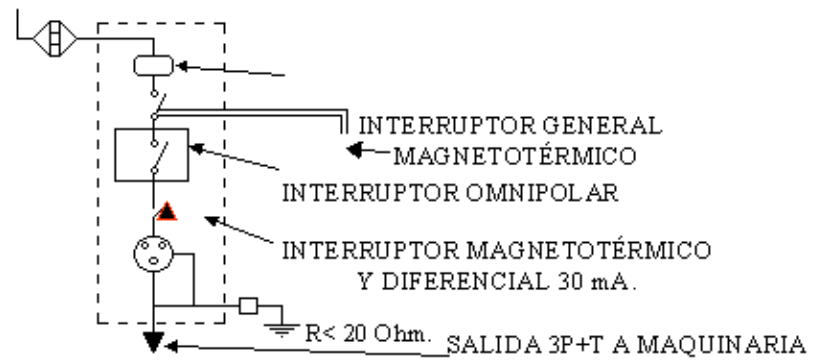 INTERRUPTOR GENERAL
MAGNETOTÉRMICO
INTERRUPTOR OMNIPOLAR
INTERRUPTOR MAGNETOTÉRMICO
Y DIFERENCIAL 30 mA.
R< 20 Ohm.
SALIDA 3P+T A MAQUINARIA